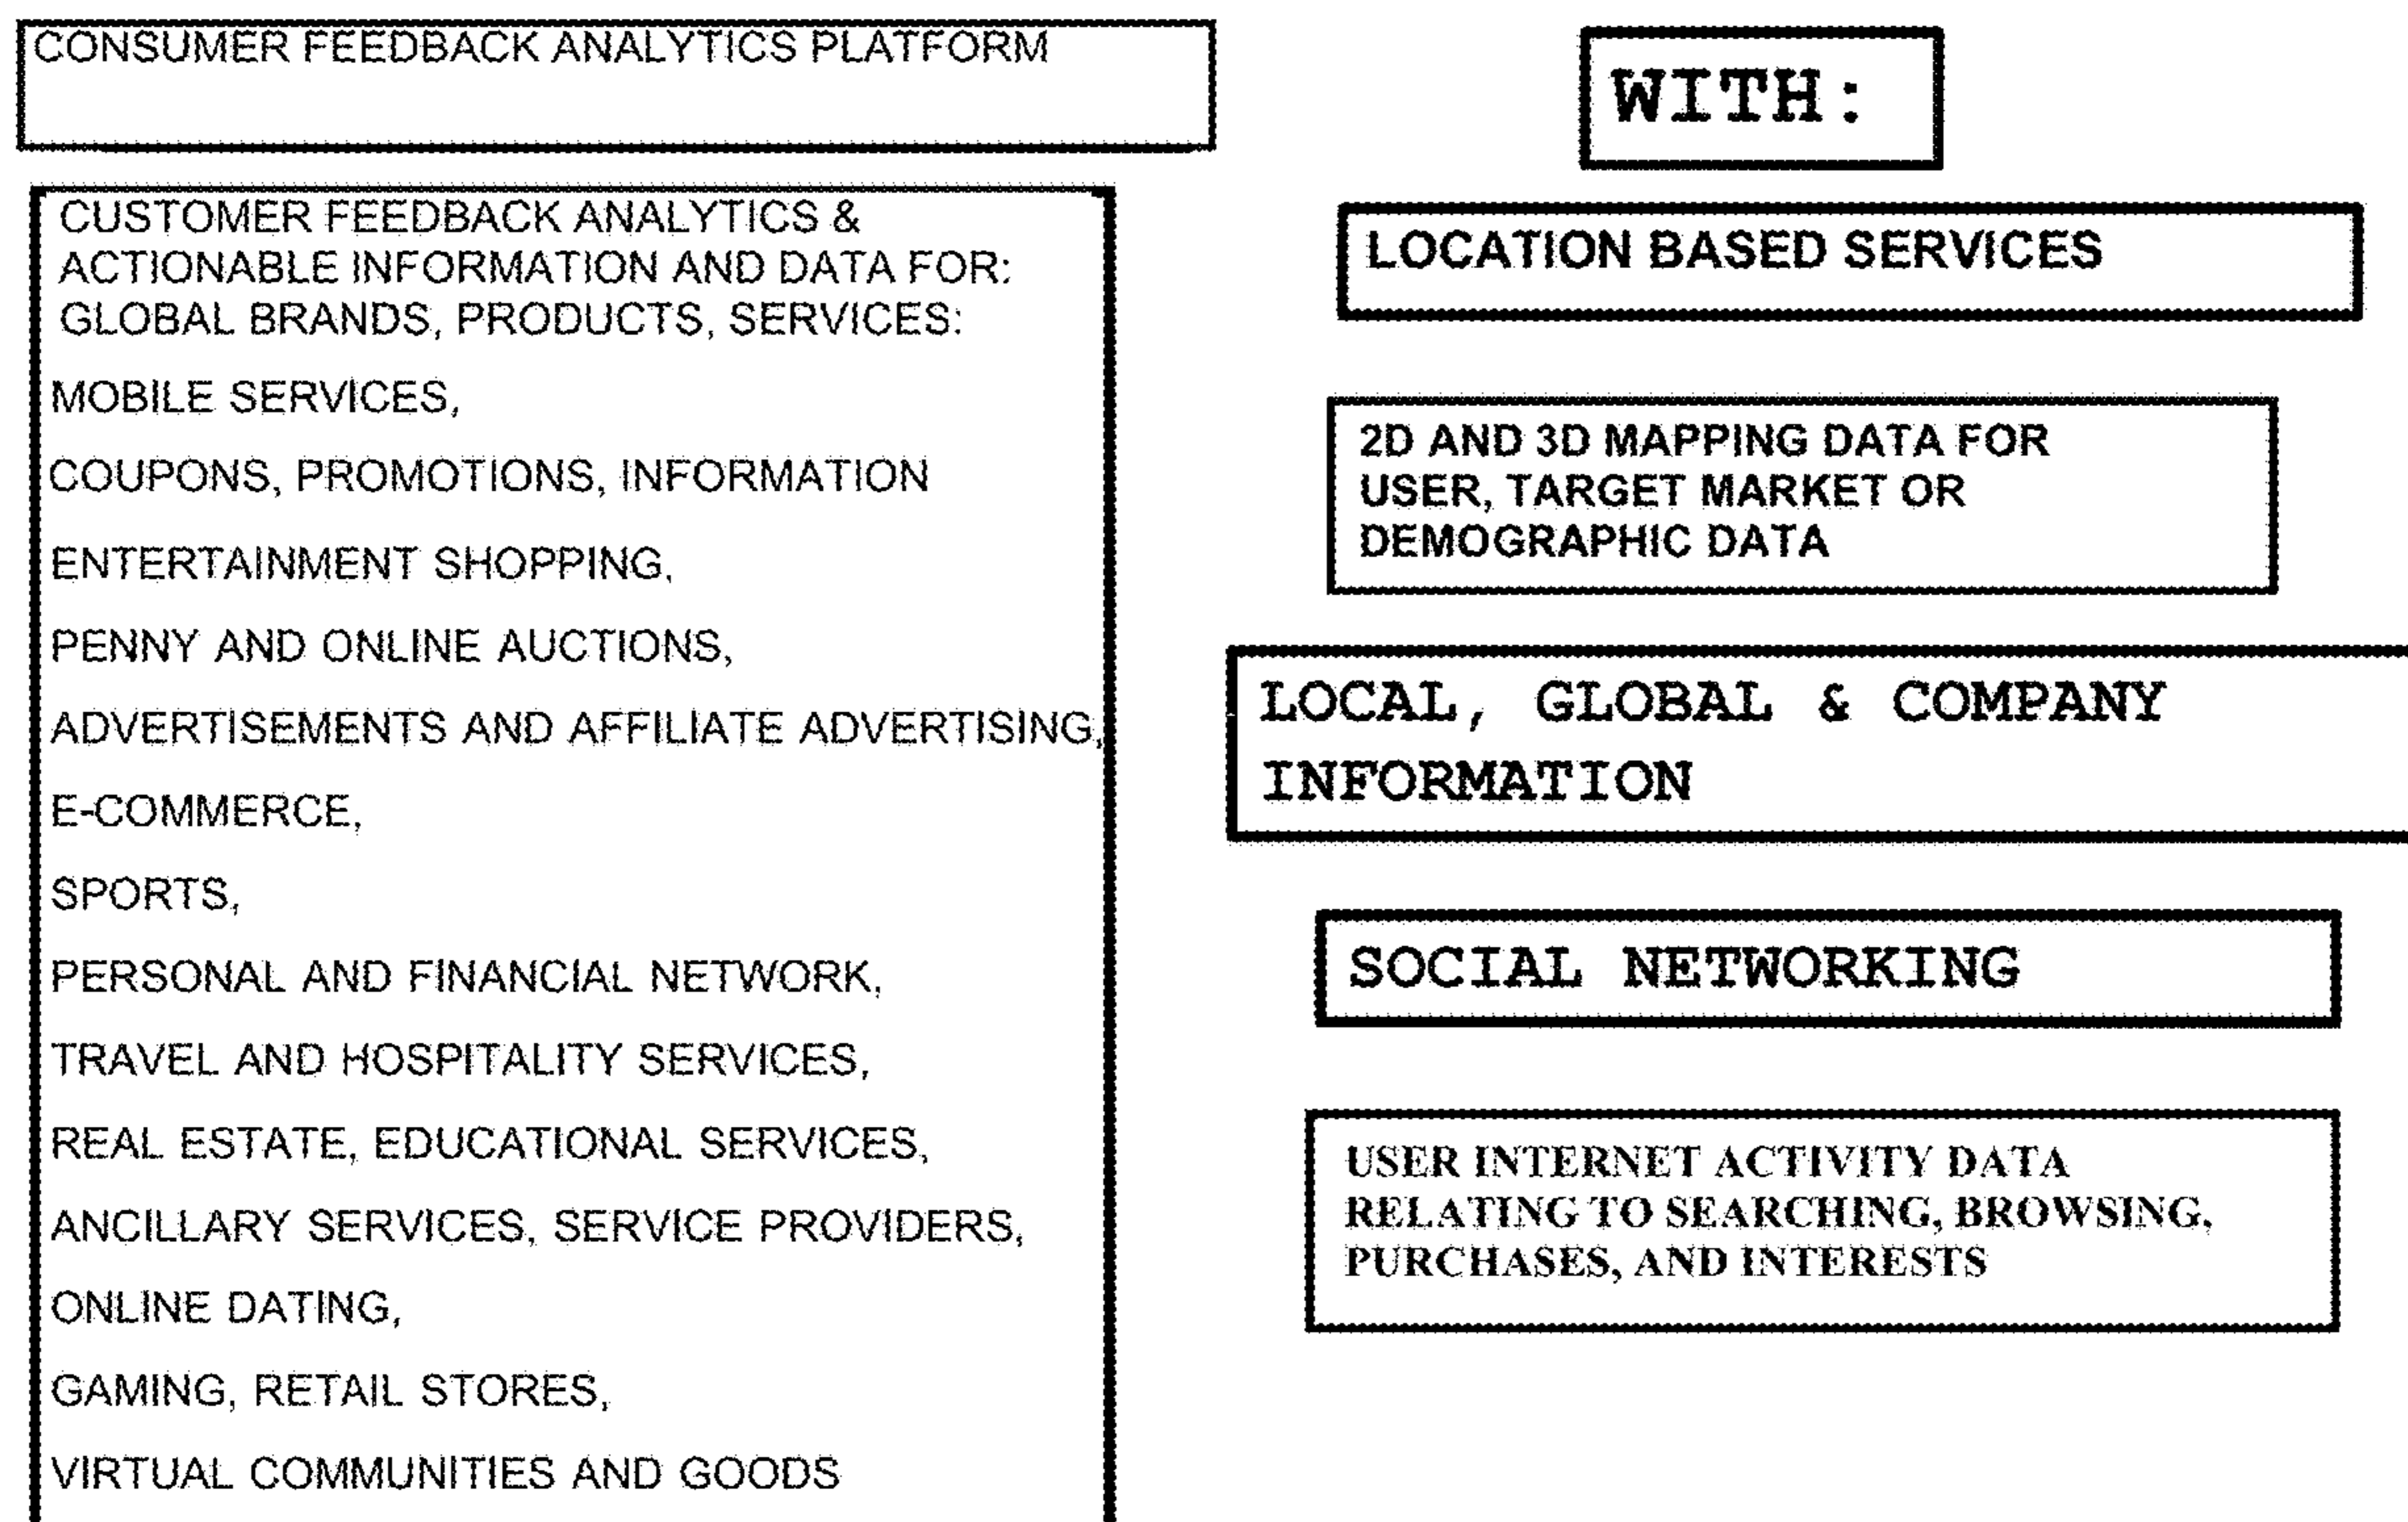 CONSUMER FEEDBACK ANALYTICS PLATFORM
CUSTOMER FEEDBACK ANALYTICS &
ACTIONABLE INFORMATION AND DATA FOR:
GLOBAL BRANDS, PRODUCTS, SERVICES:
MOBILE SERVICES,
COUPONS, PROMOTIONS, INFORMATION
ENTERTAINMENT SHOPPING,
PENNY AND ONLINE AUCTIONS,
ADVERTISEMENTS AND AFFILIATE ADVERTISING,
E-COMMERCE,
SPORTS,
PERSONAL AND FINANCIAL NETWORK,
TRAVEL AND HOSPITALITY SERVICES,
REAL ESTATE, EDUCATIONAL SERVICES,
ANCILLARY SERVICES, SERVICE PROVIDERS,
ONLINE DATING,
GAMING, RETAIL STORES,
VIRTUAL COMMUNITIES AND GOODS
WITH:
LOCATION BASED SERVICES
2D AND 3D MAPPING DATA FOR
USER, TARGET MARKET OR
DEMOGRAPHIC DATA
LOCAL, GLOBAL & COMPANY
INFORMATION
SOCIAL NETWORKING
USER INTERNET ACTIVITY DATA
RELATING TO SEARCHING, BROWSING,
PURCHASES, AND INTERESTS